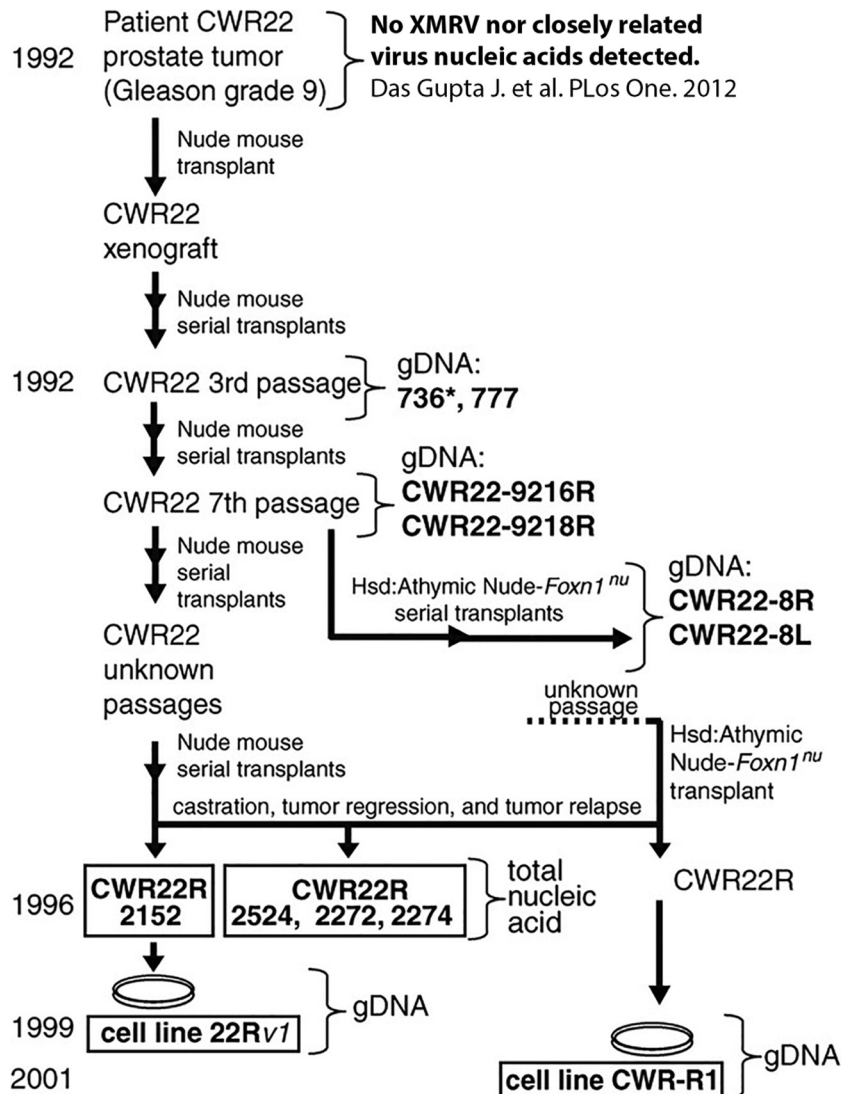 Patient CWR22
1992 prostate tumor
(Gleason grade 9)
No XMRV nor closely related
virus nucleic acids detected.
Das Gupta J. et al. PLos One. 2012
Nude mouse
transplant
CWR22
xenograft
Nude mouse
serial transplants
1992 CWR22 3rd passage
gDNA:
736*, 777
Nude mouse
serial transplants
CWR22 7th passage
gDNA:
CWR22-9216R
CWR22-9218R
Nude mouse
serial
transplants
Hsd:Athymic Nude-Foxn1nu
serial transplants
gDNA:
CWR22-8R
CWR22-8L
CWR22
unknown
passages
unknown
passage
Hsd:Athymic
Nude-Foxn1nu
transplant
Nude mouse
serial transplants
castration, tumor regression, and tumor relapse
1996
CWR22R
2152
CWR22R
2524, 2272, 2274
total
nucleic
acid
CWR22R
gDNA
1999 cell line 22Rv1
gDNA
2001 cell line CWR-R1